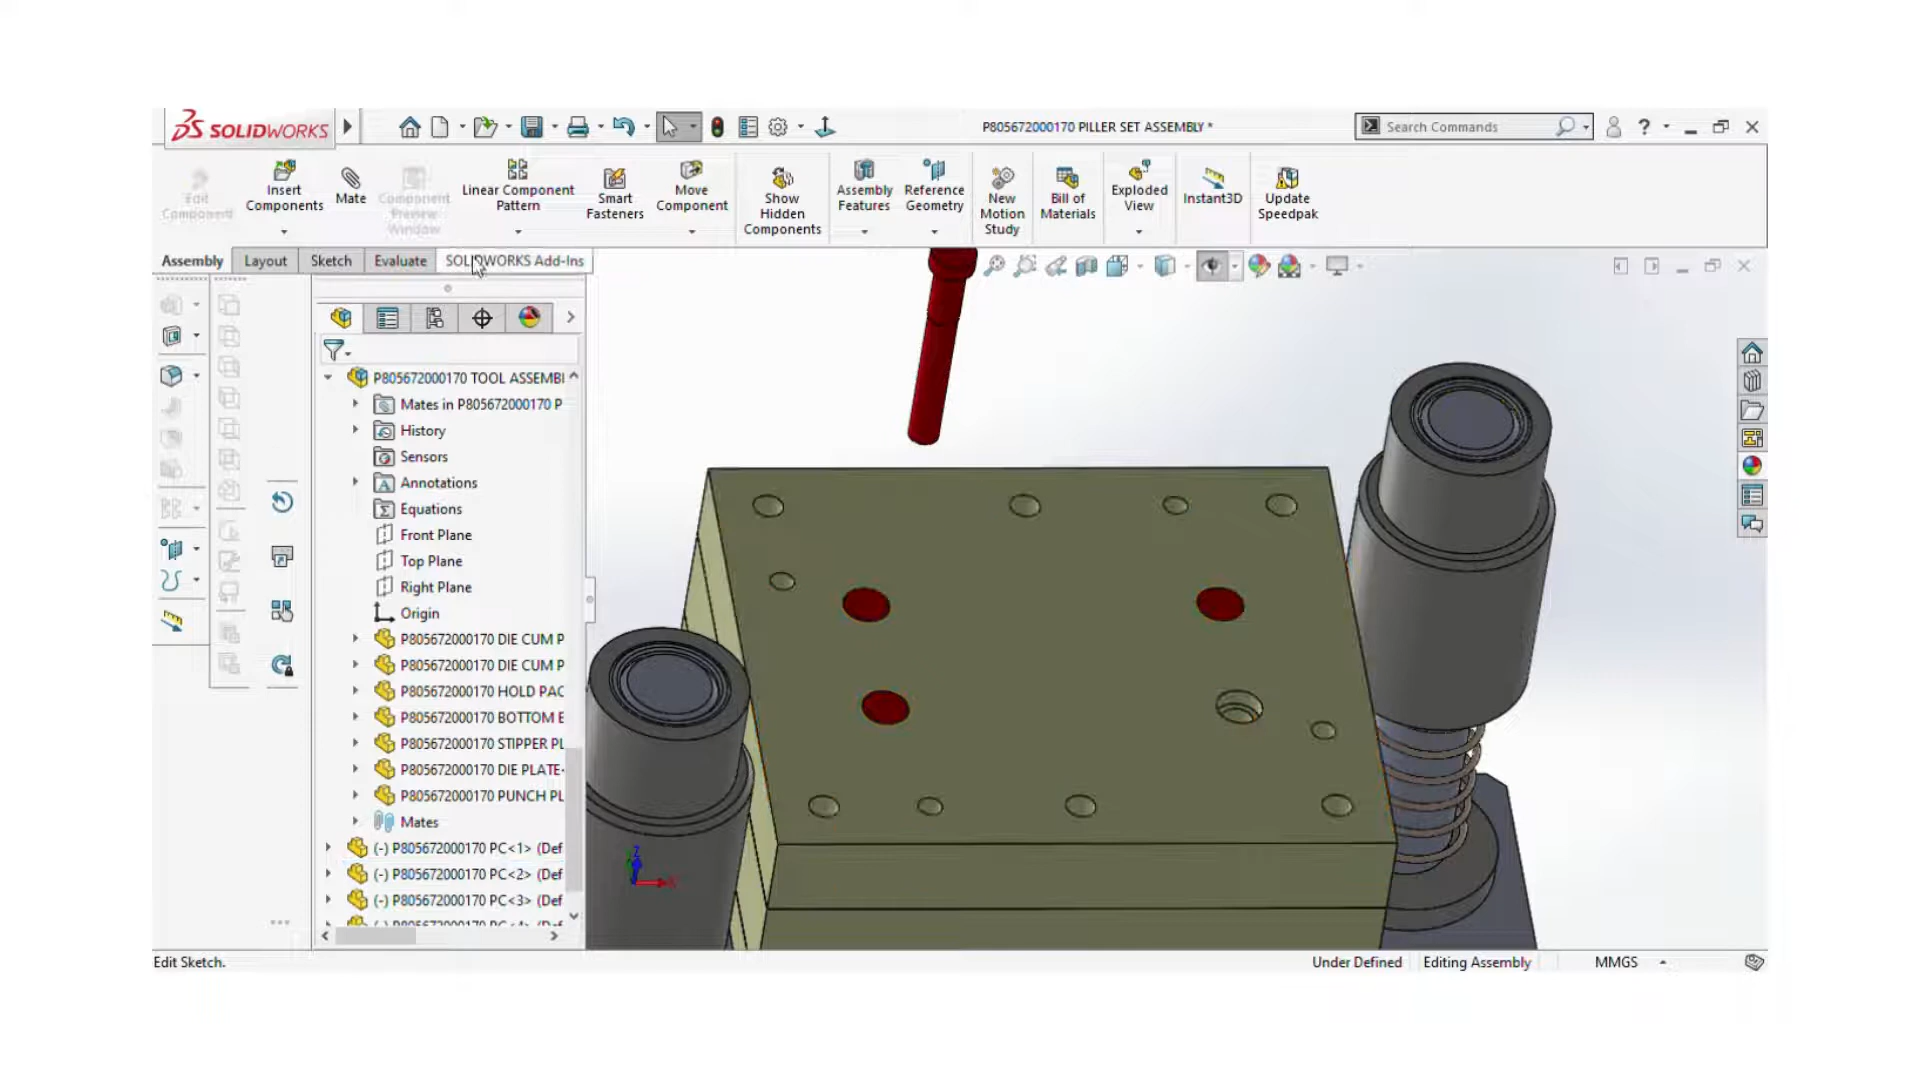 SOLIDWORKS
P805672000170 PILLER SET ASSEMBLY *
Search Commands
?
Edit Component
Insert Components
Mate
Component Preview Window
Linear Component Pattern
Smart Fasteners
Move Component
Show Hidden Components
Assembly Features
Reference Geometry
New Motion Study
Bill of Materials
Exploded View
Instant3D
Update Speedpak
Assembly
Layout
Sketch
Evaluate
SOLIDWORKS Add-Ins
P805672000170 TOOL ASSEMBI
Mates in P805672000170 P
History
Sensors
Annotations
Equations
Front Plane
Top Plane
Right Plane
Origin
P805672000170 DIE CUM P
P805672000170 DIE CUM P
P805672000170 HOLD PAC
P805672000170 BOTTOM E
P805672000170 STIPPER PL
P805672000170 DIE PLATE-
P805672000170 PUNCH PL
Mates
(-) P805672000170 PC<1> (Def
(-) P805672000170 PC<2> (Def
(-) P805672000170 PC<3> (Def
Z
X
Edit Sketch.
Under Defined
Editing Assembly
MMGS